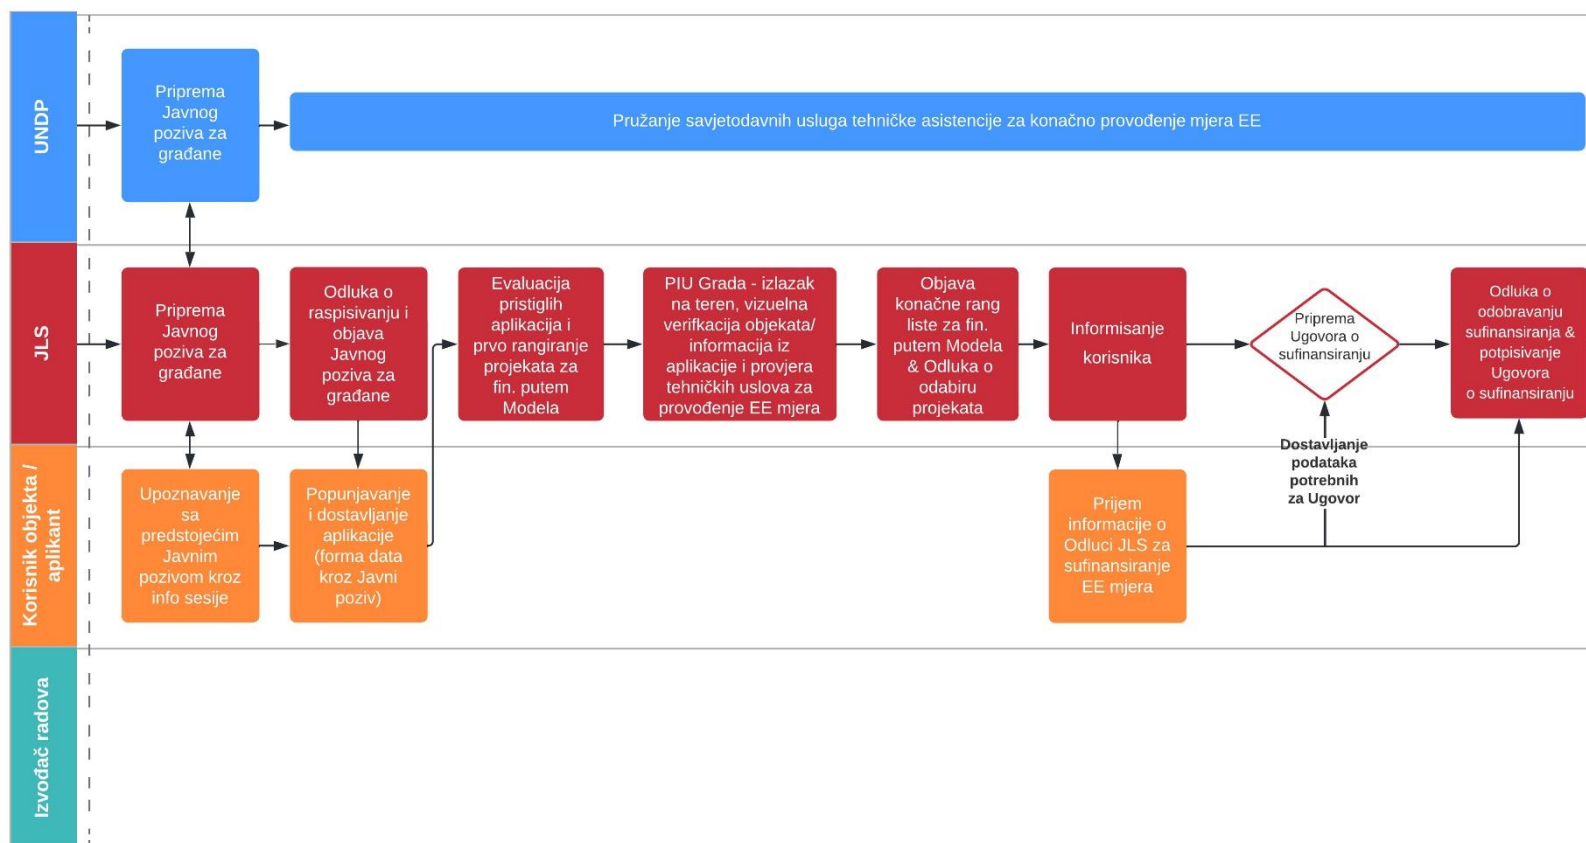 UNDP
Priprema
Javnog
poziva za
građane
Pružanje savjetodavnih usluga tehničke asistencije za konačno provođenje mjera EE
JLS
Priprema
Javnog
poziva za
građane
Odluka o
raspisivanju i
objava
Javnog
poziva za
građane
Evaluacija
pristiglih
aplikacija i
prvo rangiranje
projekata za
fin. putem
Modela
PIU Grada - izlazak
na teren, vizuelna
verifkacija objekata/
informacija iz
aplikacije i provjera
tehničkih uslova za
provođenje EE mjera
Objava
konačne rang
liste za fin.
putem Modela
& Odluka o
odabiru
projekata
Informisanje
korisnika
Priprema
Ugovora o
sufinansiranju
Odluka o
odobravanju
sufinansiranja &
potpisivanje
Ugovora
o sufinansiranju
Korisnik objekta /
aplikant
Upoznavanje
sa
predstojećim
Javnim
pozivom kroz
info sesije
Popunjavanje
i dostavljanje
aplikacije
(forma data
kroz Javni
poziv)
Prijem
informacije o
Odluci JLS za
sufinansiranje
EE mjera
Dostavljanje
podataka
potrebnih
za Ugovor
Izvođač radova